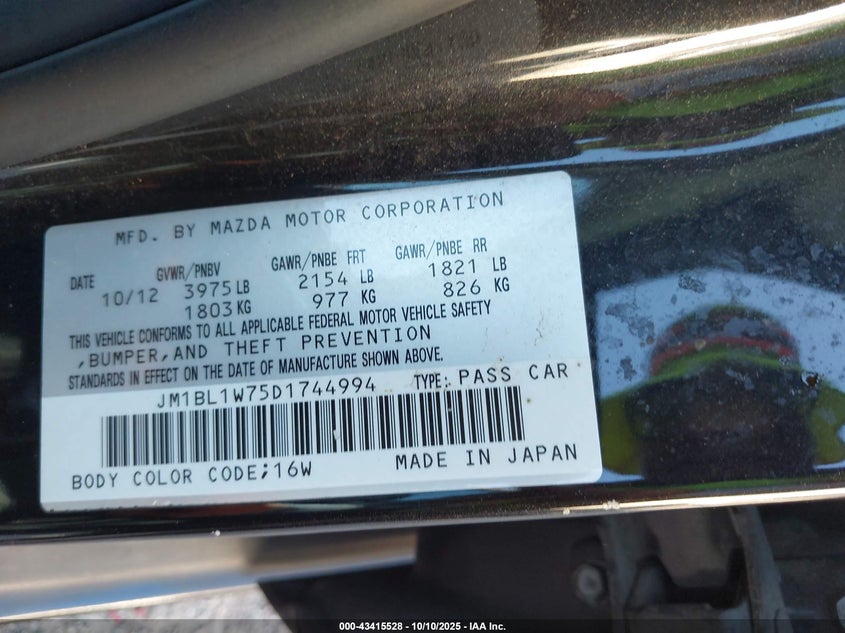 MFD. BY MAZDA MOTOR CORPORATION
DATE GVWR/PNBV GAWR/PNBE FRT GAWR/PNBE RR
10/12 3975 LB 2154 LB 1821 LB
1803 KG 977 KG 826 KG
THIS VEHICLE CONFORMS TO ALL APPLICABLE FEDERAL MOTOR VEHICLE SAFETY
,BUMPER, AND THEFT PREVENTION
STANDARDS IN EFFECT ON THE DATE OF MANUFACTURE SHOWN ABOVE.
JM1BL1W75D1744994 TYPE: PASS CAR
BODY COLOR CODE;16W MADE IN JAPAN
000-43415528 - 10/10/2025 - IAA Inc.